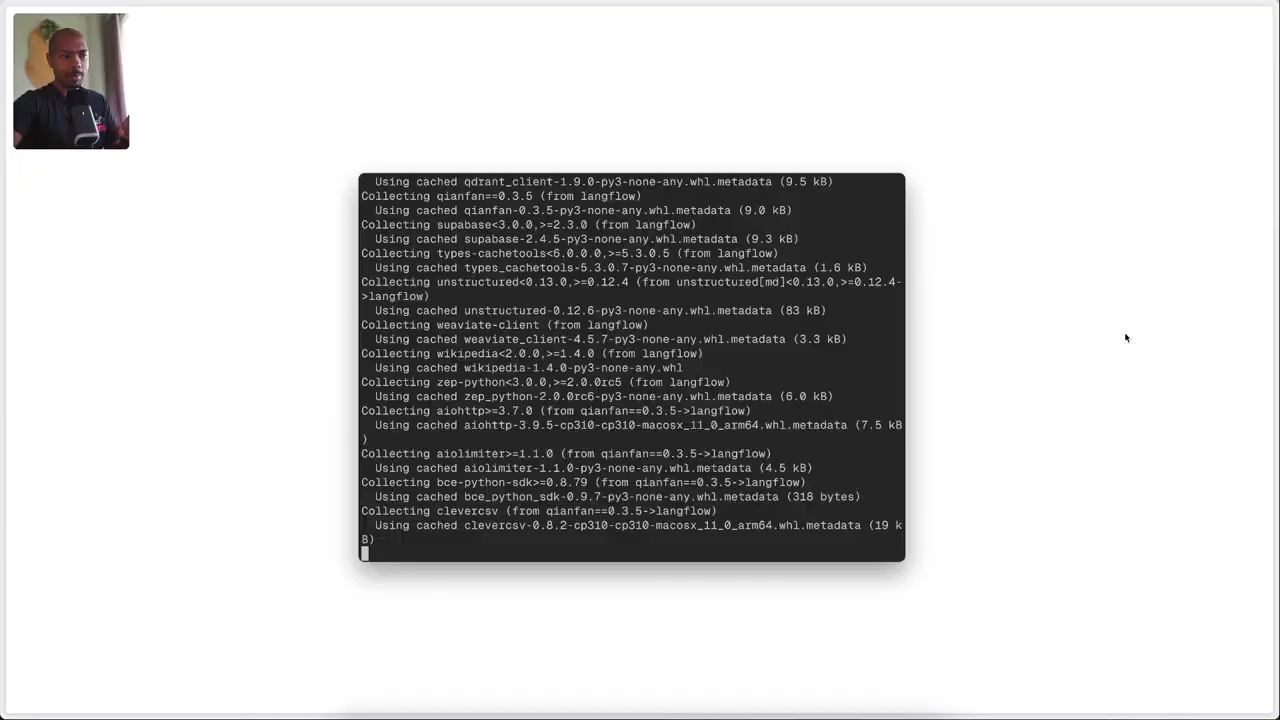 Using cached qdrant_client-1.9.0-py3-none-any.whl.metadata (9.5 kB)
Collecting qianfan==0.3.5 (from langflow)
Using cached qianfan-0.3.5-py3-none-any.whl.metadata (9.0 kB)
Collecting supabase<3.0.0,>=2.3.0 (from langflow)
Using cached supabase-2.4.5-py3-none-any.whl.metadata (9.3 kB)
Collecting types-cachetools<6.0.0.0,>=5.3.0.5 (from langflow)
Using cached types_cachetools-5.3.0.7-py3-none-any.whl.metadata (1.6 kB)
Collecting unstructured<0.13.0,>=0.12.4 (from unstructured[md]<0.13.0,>=0.12.4-
>langflow)
Using cached unstructured-0.12.6-py3-none-any.whl.metadata (83 kB)
Collecting weaviate-client (from langflow)
Using cached weaviate_client-4.5.7-py3-none-any.whl.metadata (3.3 kB)
Collecting wikipedia<2.0.0,>=1.4.0 (from langflow)
Using cached wikipedia-1.4.0-py3-none-any.whl
Collecting zep-python<3.0.0,>=2.0.0rc5 (from langflow)
Using cached zep_python-2.0.0rc6-py3-none-any.whl.metadata (6.0 kB)
Collecting aiohttp>=3.7.0 (from qianfan==0.3.5->langflow)
Using cached aiohttp-3.9.5-cp310-cp310-macosx_11_0_arm64.whl.metadata (7.5 kB
)
Collecting aiolimiter>=1.1.0 (from qianfan==0.3.5->langflow)
Using cached aiolimiter-1.1.0-py3-none-any.whl.metadata (4.5 kB)
Collecting bce-python-sdk>=0.8.79 (from qianfan==0.3.5->langflow)
Using cached bce_python_sdk-0.9.7-py3-none-any.whl.metadata (318 bytes)
Collecting clevercsv (from qianfan==0.3.5->langflow)
Using cached clevercsv-0.8.2-cp310-cp310-macosx_11_0_arm64.whl.metadata (19 k
B)